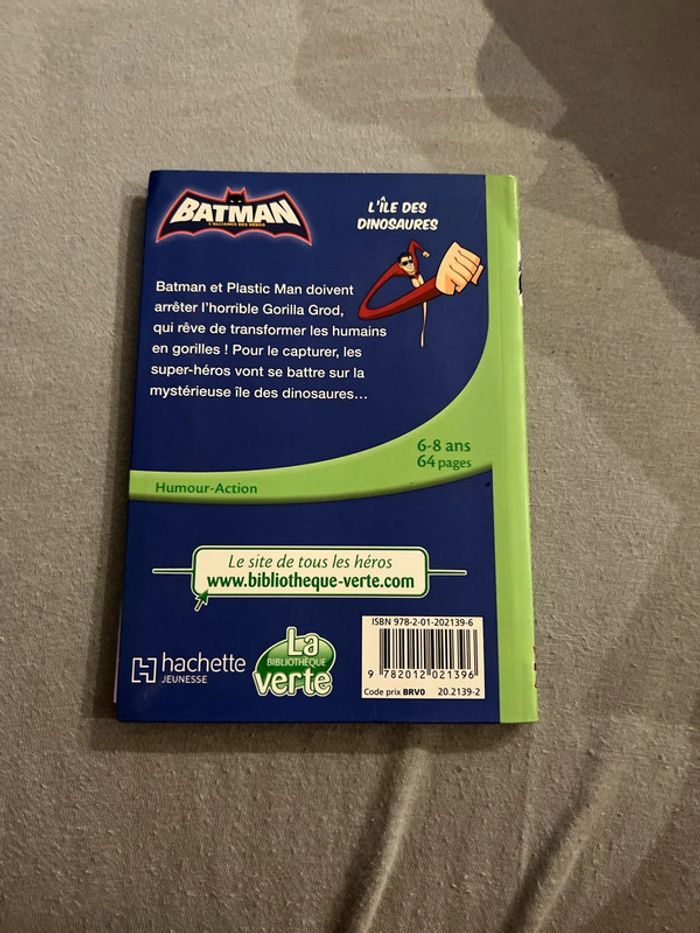 BATMAN
L'ALLIANCE DES HÉROS
L'ÎLE DES
DINOSAURES
Batman et Plastic Man doivent
arrêter l'horrible Gorilla Grod,
qui rêve de transformer les humains
en gorilles ! Pour le capturer, les
super-héros vont se battre sur la
mystérieuse île des dinosaures...
6-8 ans
64 pages
Humour-Action
Le site de tous les héros
www.bibliotheque-verte.com
hachette
JEUNESSE
La
BIBLIOTHÈQUE
verte
ISBN 978-2-01-202139-6
9 782012 021396
Code prix BRV0 20.2139-2